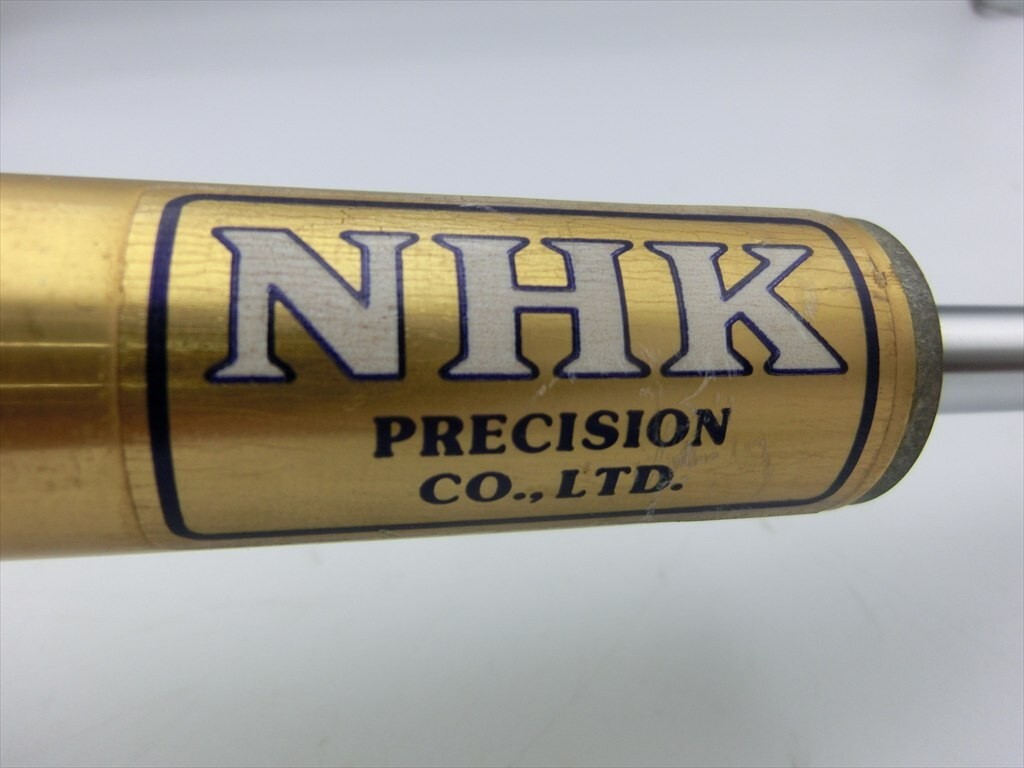 NHK
PRECISION
CO., LTD.